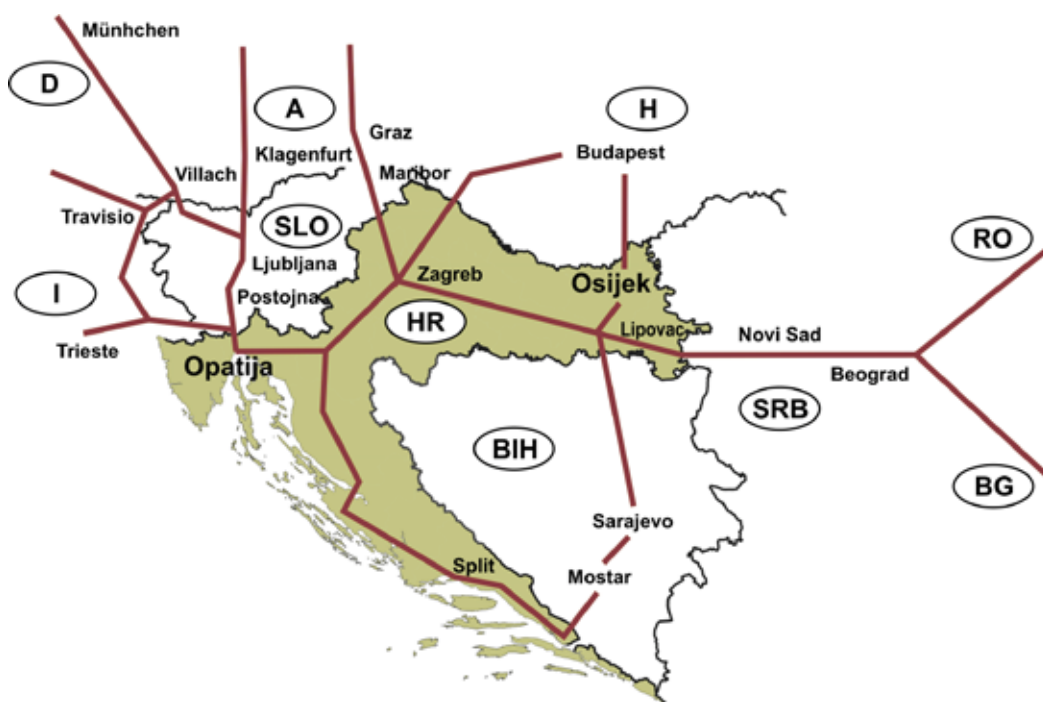 Münhchen
D
A
H
Graz
Budapest
Klagenfurt
Villach
Maribor
Travisio
SLO
RO
Ljubljana
Zagreb
Osijek
I
Postojna
HR
Lipovac
Novi Sad
Trieste
Opatija
Beograd
SRB
BIH
BG
Sarajevo
Split
Mostar